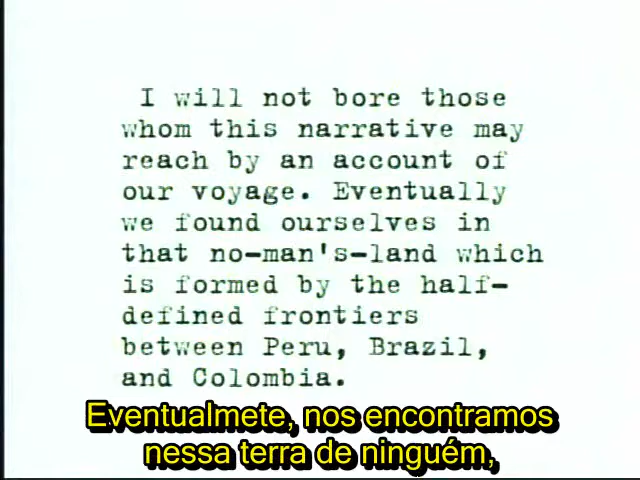 I will not bore those
whom this narrative may
reach by an account of
our voyage. Eventually
we found ourselves in
that no-man's-land which
is formed by the half-
defined frontiers
between Peru, Brazil,
and Colombia.
Eventualmete, nos encontramos
nessa terra de ninguém,